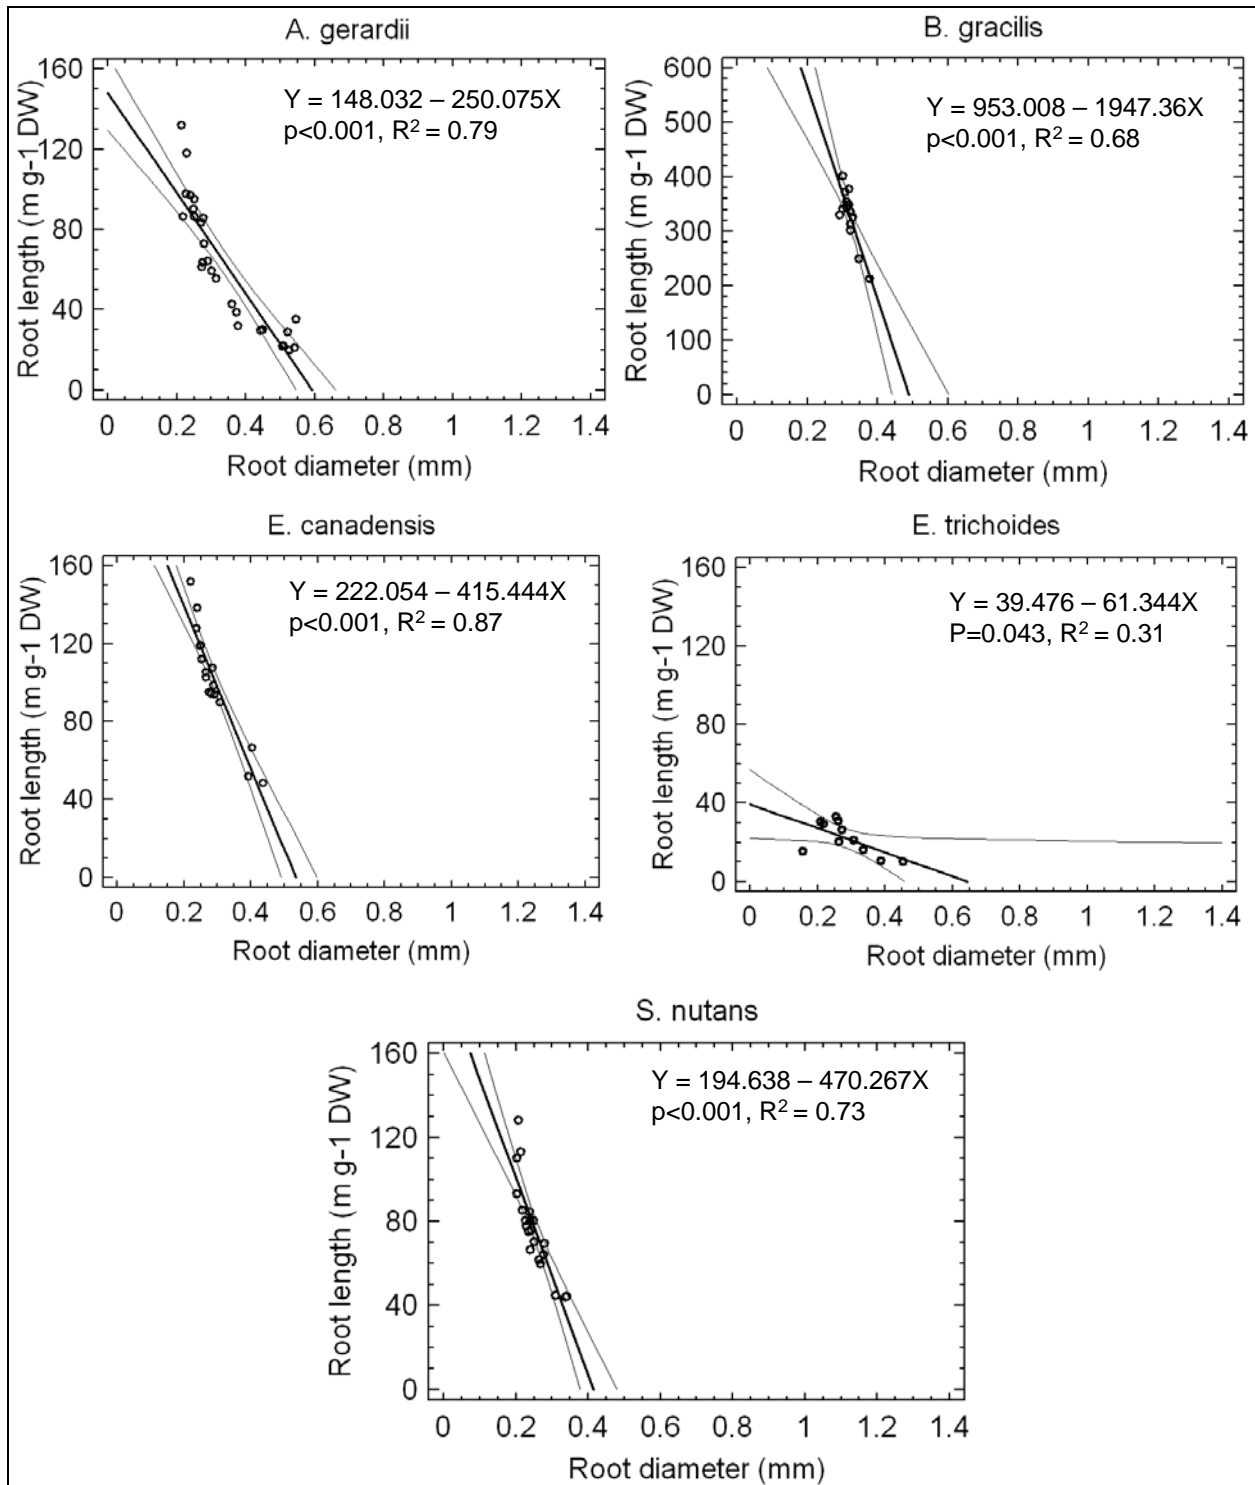 A. gerardii
Y = 148.032 – 250.075X
p<0.001, R² = 0.79
Root length (m g-1 DW)
160
120
80
40
0
0 0.2 0.4 0.6 0.8 1 1.2 1.4
Root diameter (mm)
B. gracilis
Y = 953.008 – 1947.36X
p<0.001, R² = 0.68
Root length (m g-1 DW)
600
500
400
300
200
100
0
0 0.2 0.4 0.6 0.8 1 1.2 1.4
Root diameter (mm)
E. canadensis
Y = 222.054 – 415.444X
p<0.001, R² = 0.87
Root length (m g-1 DW)
160
120
80
40
0
0 0.2 0.4 0.6 0.8 1 1.2 1.4
Root diameter (mm)
E. trichoides
Y = 39.476 – 61.344X
P=0.043, R² = 0.31
Root length (m g-1 DW)
160
120
80
40
0
0 0.2 0.4 0.6 0.8 1 1.2 1.4
Root diameter (mm)
S. nutans
Y = 194.638 – 470.267X
p<0.001, R² = 0.73
Root length (m g-1 DW)
160
120
80
40
0
0 0.2 0.4 0.6 0.8 1 1.2 1.4
Root diameter (mm)